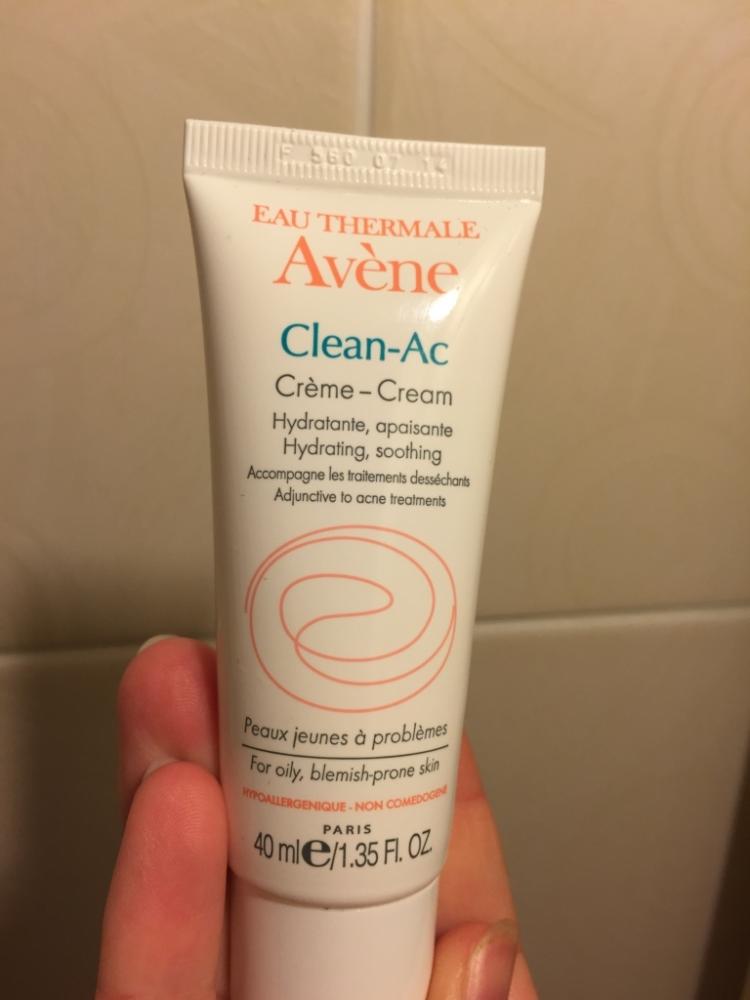 F 560 07 14
EAU THERMALE
Avène
Clean-Ac
Crème – Cream
Hydratante, apaisante
Hydrating, soothing
Accompagne les traitements desséchants
Adjunctive to acne treatments
Peaux jeunes à problèmes
For oily, blemish-prone skin
HYPOALLERGENIQUE - NON COMEDOGENE
PARIS
40 ml e/1.35 Fl. OZ.